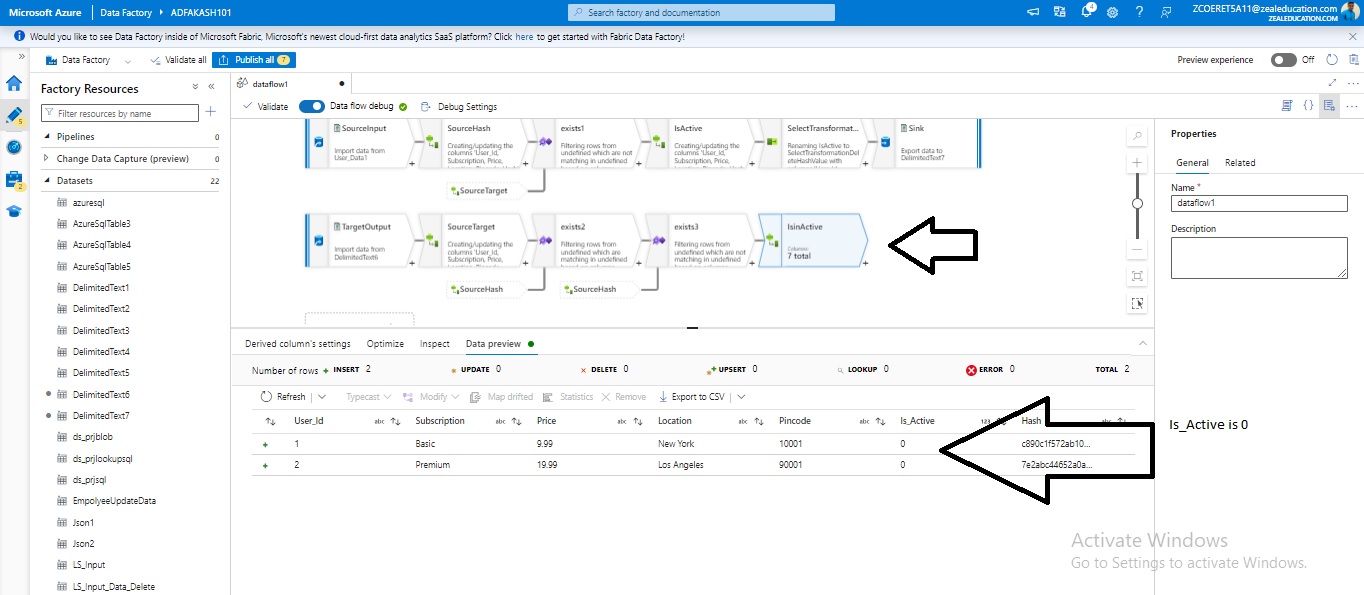 Microsoft Azure Data Factory ADFAKASH101 Search factory and documentation 4 ZCOERET5A11@zealeducation.com
ZEALEDUCATION.COM
Would you like to see Data Factory inside of Microsoft Fabric, Microsoft's newest cloud-first data analytics SaaS platform? Click here to get started with Fabric Data Factory!
Data Factory Validate all Publish all 7 Preview experience Off
Factory Resources
Filter resources by name
Pipelines 0
Change Data Capture (preview) 0
Datasets 22
azuresql
AzureSqlTable3
AzureSqlTable4
AzureSqlTable5
DelimitedText1
DelimitedText2
DelimitedText3
DelimitedText4
DelimitedText5
DelimitedText6
DelimitedText7
ds_prjblob
ds_prjlookupsql
ds_prjsql
EmpolyeeUpdateData
Json1
Json2
LS_Input
LS_Input_Data_Delete
5
2
dataflow1
Validate Data flow debug Debug Settings
SourceInput
Import data from
User_Data1
SourceHash
Creating/updating the
columns 'User_Id,
Subscription, Price,
exists1
Filtering rows from
undefined which are not
matching in undefined
IsActive
Creating/updating the
columns 'User_Id,
Subscription, Price,
SelectTransformat...
Renaming IsActive to
SelectTransformationDel
eteHashValue with
Sink
Export data to
DelimitedText7
SourceTarget
TargetOutput
Import data from
DelimitedText6
SourceTarget
Creating/updating the
columns 'User_Id,
Subscription, Price,
exists2
Filtering rows from
undefined which are
matching in undefined
exists3
Filtering rows from
undefined which are not
matching in undefined
IsinActive
Columns:
7 total
SourceHash
SourceHash
Derived column's settings Optimize Inspect Data preview
Number of rows INSERT 2 UPDATE 0 DELETE 0 UPSERT 0 LOOKUP 0 ERROR 0 TOTAL 2
Refresh Typecast Modify Map drifted Statistics Remove Export to CSV
User_Id abc Subscription abc Price abc Location abc Pincode abc Is_Active 123 Hash abc
1 Basic 9.99 New York 10001 0 c890c1f572ab10...
2 Premium 19.99 Los Angeles 90001 0 7e2abc44652a0a...
Properties
General Related
Name *
dataflow1
Description
Is_Active is 0
Activate Windows
Go to Settings to activate Windows.